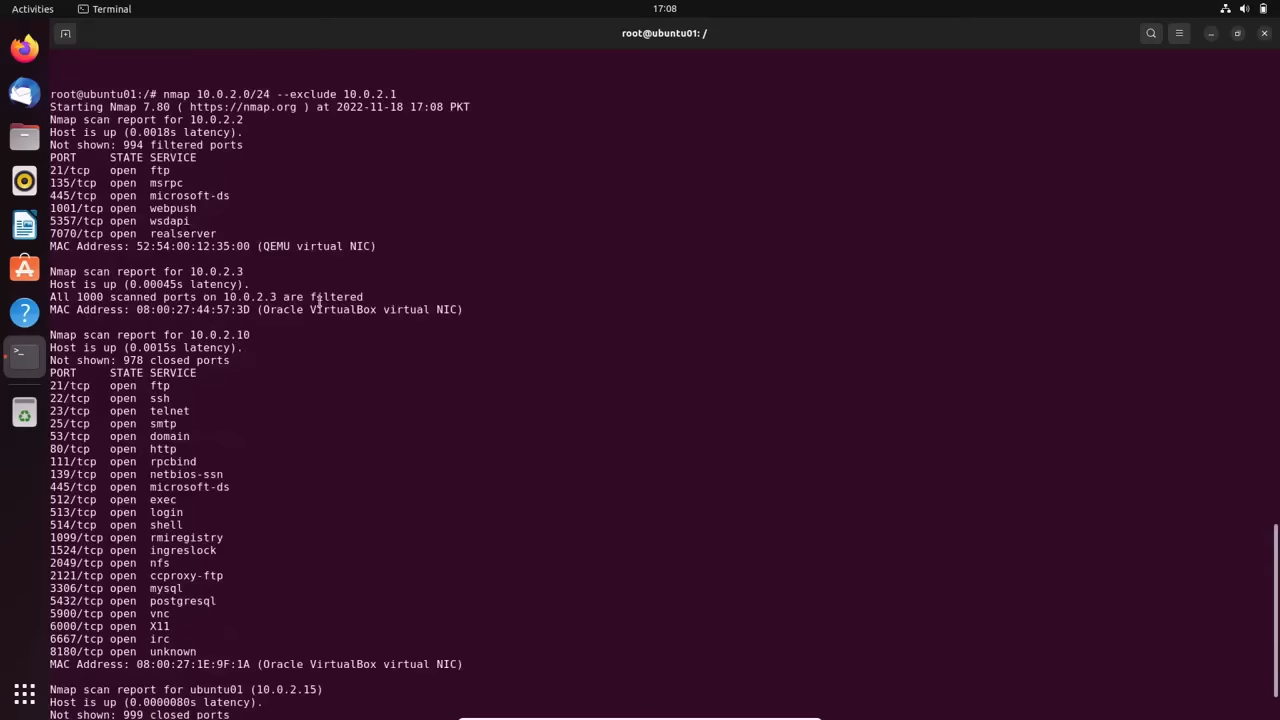 Activities
Terminal
17:08
root@ubuntu01: /
root@ubuntu01:/# nmap 10.0.2.0/24 --exclude 10.0.2.1
Starting Nmap 7.80 ( https://nmap.org ) at 2022-11-18 17:08 PKT
Nmap scan report for 10.0.2.2
Host is up (0.0018s latency).
Not shown: 994 filtered ports
PORT     STATE SERVICE
21/tcp   open  ftp
135/tcp  open  msrpc
445/tcp  open  microsoft-ds
1001/tcp open  webpush
5357/tcp open  wsdapi
7070/tcp open  realserver
MAC Address: 52:54:00:12:35:00 (QEMU virtual NIC)
Nmap scan report for 10.0.2.3
Host is up (0.00045s latency).
All 1000 scanned ports on 10.0.2.3 are filtered
MAC Address: 08:00:27:44:57:3D (Oracle VirtualBox virtual NIC)
Nmap scan report for 10.0.2.10
Host is up (0.0015s latency).
Not shown: 978 closed ports
PORT     STATE SERVICE
21/tcp   open  ftp
22/tcp   open  ssh
23/tcp   open  telnet
25/tcp   open  smtp
53/tcp   open  domain
80/tcp   open  http
111/tcp  open  rpcbind
139/tcp  open  netbios-ssn
445/tcp  open  microsoft-ds
512/tcp  open  exec
513/tcp  open  login
514/tcp  open  shell
1099/tcp open  rmiregistry
1524/tcp open  ingreslock
2049/tcp open  nfs
2121/tcp open  ccproxy-ftp
3306/tcp open  mysql
5432/tcp open  postgresql
5900/tcp open  vnc
6000/tcp open  X11
6667/tcp open  irc
8180/tcp open  unknown
MAC Address: 08:00:27:1E:9F:1A (Oracle VirtualBox virtual NIC)
Nmap scan report for ubuntu01 (10.0.2.15)
Host is up (0.0000080s latency).
Not shown: 999 closed ports